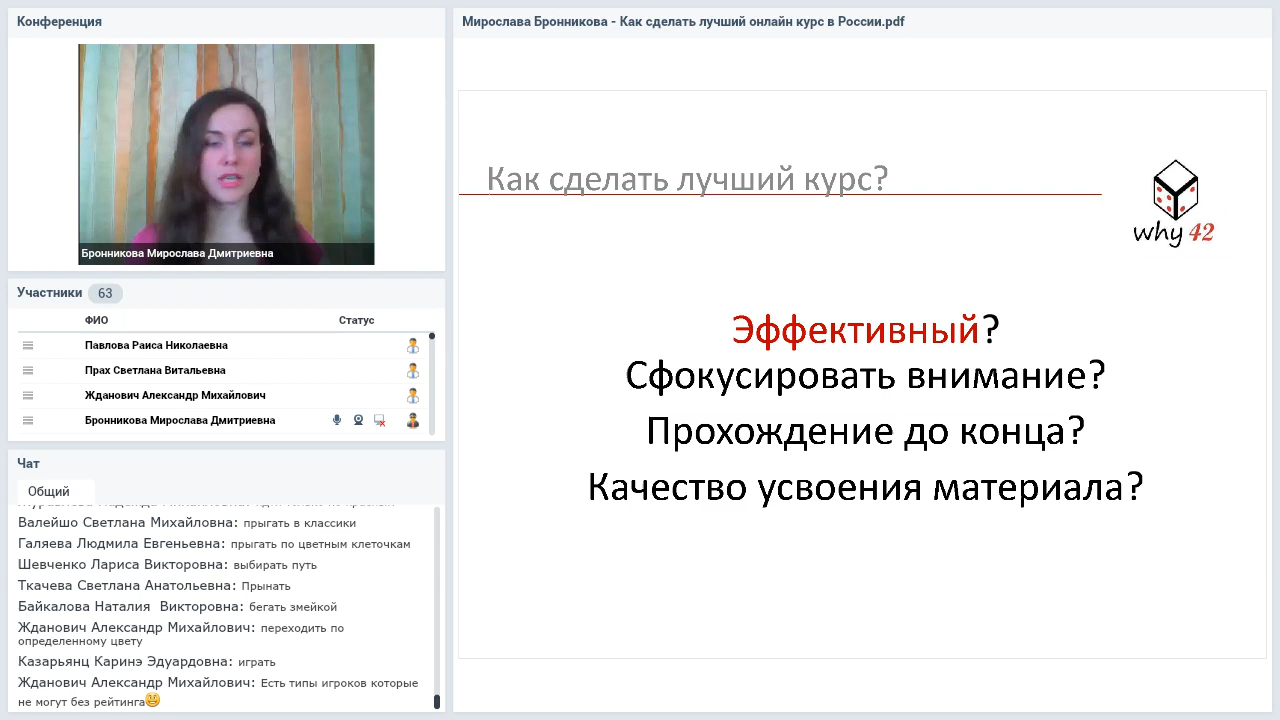 Конференция
Бронникова Мирослава Дмитриевна
Участники 63
ФИО Статус
Павлова Раиса Николаевна
Прах Светлана Витальевна
Жданович Александр Михайлович
Бронникова Мирослава Дмитриевна
Чат
Общий
Валейшо Светлана Михайловна: прыгать в классики
Галяева Людмила Евгеньевна: прыгать по цветным клеточкам
Шевченко Лариса Викторовна: выбирать путь
Ткачева Светлана Анатольевна: Прынать
Байкалова Наталия Викторовна: бегать змейкой
Жданович Александр Михайлович: переходить по
определенному цвету
Казарьянц Каринэ Эдуардовна: играть
Жданович Александр Михайлович: Есть типы игроков которые
не могут без рейтинга
Мирослава Бронникова - Как сделать лучший онлайн курс в России.pdf
Как сделать лучший курс?
why 42
Эффективный?
Сфокусировать внимание?
Прохождение до конца?
Качество усвоения материала?